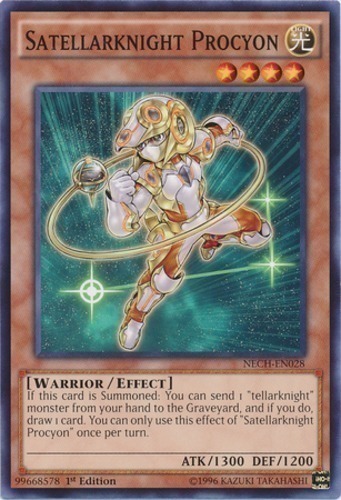 SATELLARKNIGHT PROCYON
LIGHT
光
NECH-EN028
[WARRIOR / EFFECT]
If this card is Summoned: You can send 1 "tellarknight"
monster from your hand to the Graveyard, and if you do,
draw 1 card. You can only use this effect of "Satellarknight
Procyon" once per turn.
ATK/1300 DEF/1200
99668578 1st Edition ©1996 KAZUKI TAKAHASHI